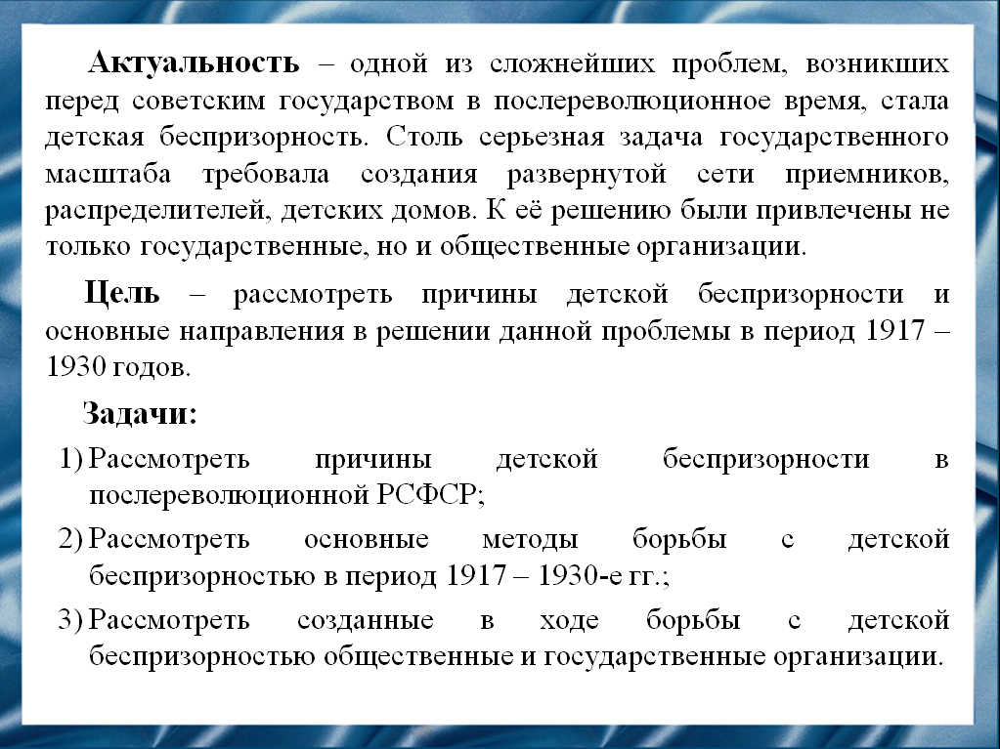 Актуальность – одной из сложнейших проблем, возникших
перед советским государством в послереволюционное время, стала
детская беспризорность. Столь серьезная задача государственного
масштаба требовала создания развернутой сети приемников,
распределителей, детских домов. К её решению были привлечены не
только государственные, но и общественные организации.
Цель – рассмотреть причины детской беспризорности и
основные направления в решении данной проблемы в период 1917 –
1930 годов.
Задачи:
1) Рассмотреть причины детской беспризорности в
послереволюционной РСФСР;
2) Рассмотреть основные методы борьбы с детской
беспризорностью в период 1917 – 1930-е гг.;
3) Рассмотреть созданные в ходе борьбы с детской
беспризорностью общественные и государственные организации.